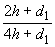 2h + d₁
4h + d₁